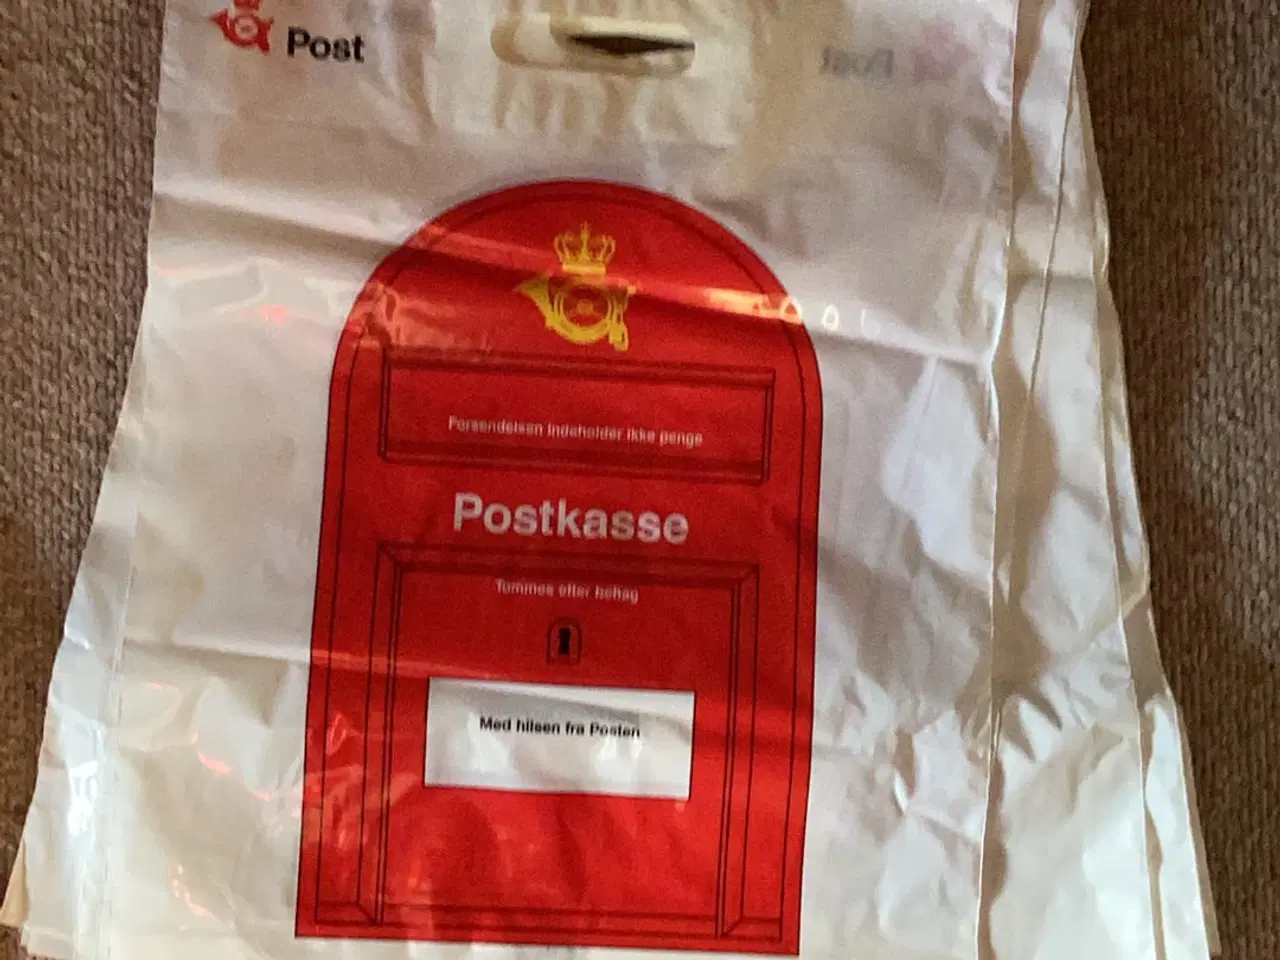 Post
Forsendelsen indeholder ikke penge
Postkasse
Tømmes efter behag
Med hilsen fra Posten